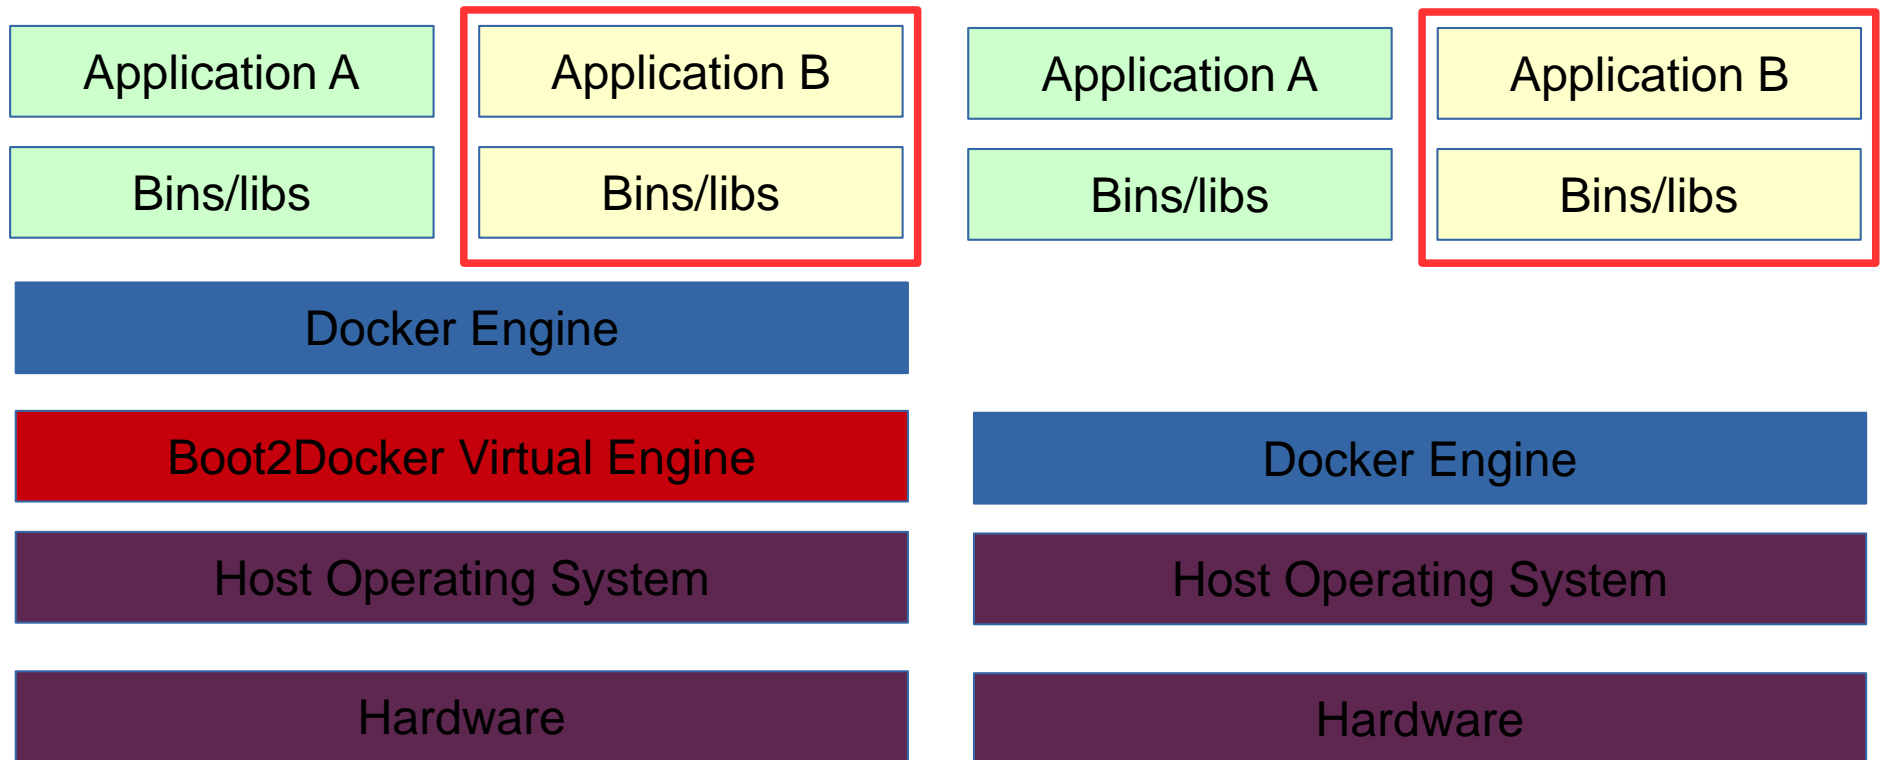 Application A
Application B
Bins/libs
Bins/libs
Docker Engine
Boot2Docker Virtual Engine
Host Operating System
Hardware
Application A
Application B
Bins/libs
Bins/libs
Docker Engine
Host Operating System
Hardware